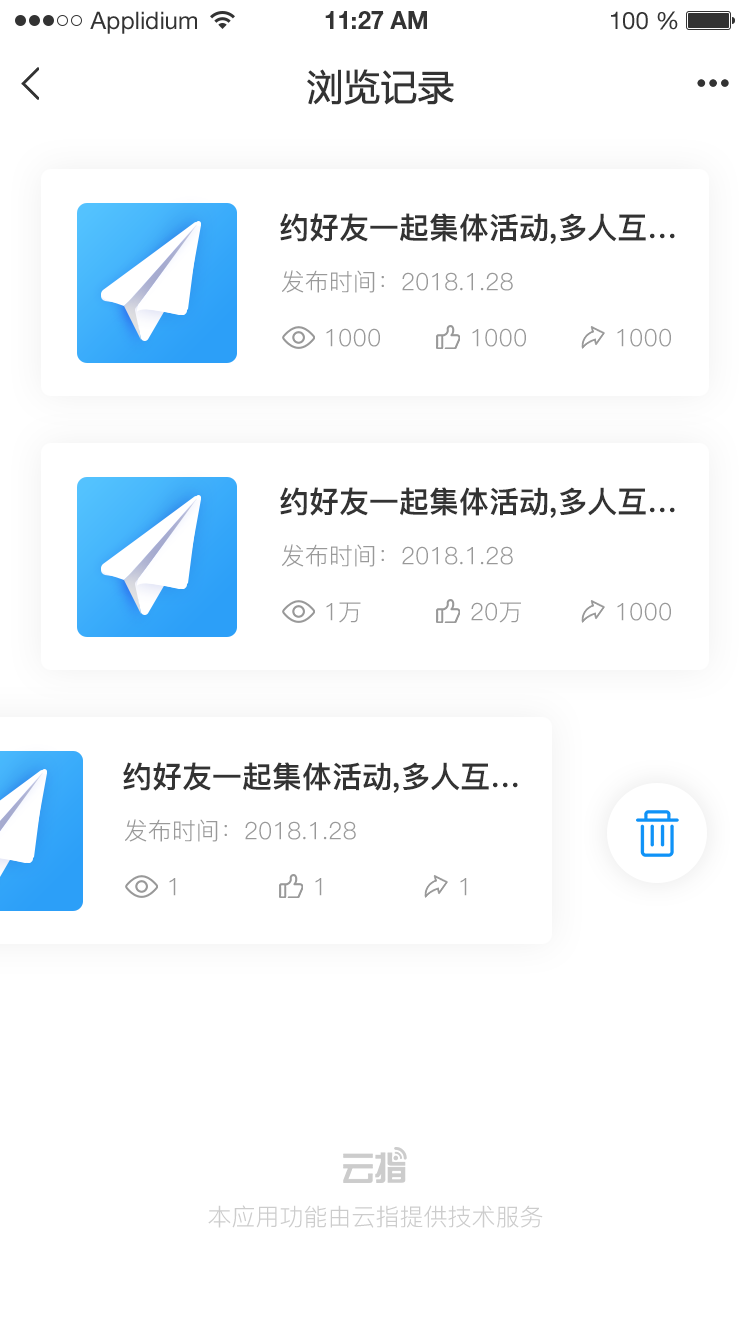 Applidium 11:27 AM 100 %
浏览记录
约好友一起集体活动,多人互...
发布时间：2018.1.28
1000 1000 1000
约好友一起集体活动,多人互...
发布时间：2018.1.28
1万 20万 1000
约好友一起集体活动,多人互...
发布时间：2018.1.28
1 1 1
云指
本应用功能由云指提供技术服务